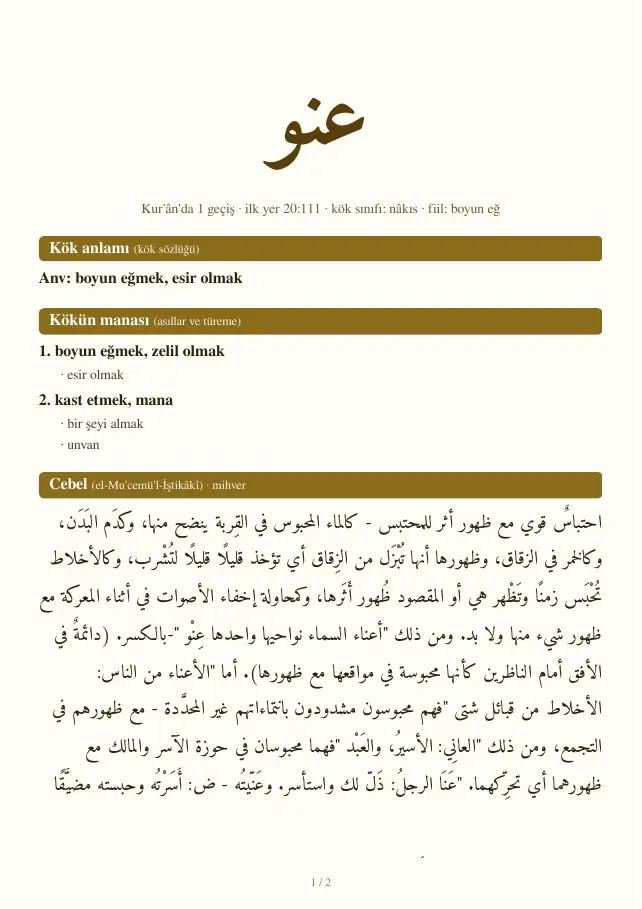 عنو
Kur'ân'da 1 geçiş · ilk yer 20:111 · kök sınıfı: nâkıs · fiil: boyun eğ
Kök anlamı (kök sözlüğü)
Anv: boyun eğmek, esir olmak
Kökün manası (asıllar ve türeme)
1. boyun eğmek, zelil olmak
· esir olmak
2. kast etmek, mana
· bir şeyi almak
· unvan
Cebel (el-Mu'cemü'l-İştikâkî) · mihver
احتباسٌ قوي مع ظهور أثر للمحتبِس - كالماء المحبوس في القِربة ينضح منها، وكدَم البَدَن،
وكالخمر في الزقاق، وظهورها أنها تُبْزَل من الزِقاق أي تؤخذ قليلًا قليلًا لتُشْرب، وكالأخلاط
تُحْبَس زمنًا وتَظْهر هي أو المقصود ظُهور أَثَرها، وكمحاولة إخفاء الأصوات في أثناء المعركة مع
ظهور شيء منها ولا بد. ومن ذلك "أعناء السماء نواحيها واحدها عِنْو "-بالكسر. (دائمةٌ في
الأفق أمام الناظرين كأنها محبوسة في مواقعها مع ظهورها). أما "الأعناء من الناس:
الأخلاط من قبائل شتى "فهم محبوسون مشدودون بانتماءاتهم غير المحدَّدة - مع ظهورهم في
التجمع، ومن ذلك "العانِي: الأسيرُ، والعَبْد "فهما محبوسان في حوزة الآسر والمالك مع
ظهورهما أي تحرّكهما. "عَنَا الرجلُ: ذَلّ لك واستأسر. وعَنّيتُه - ض: أَسَرْتُه وحبسته مضيَّقًا
1 / 2